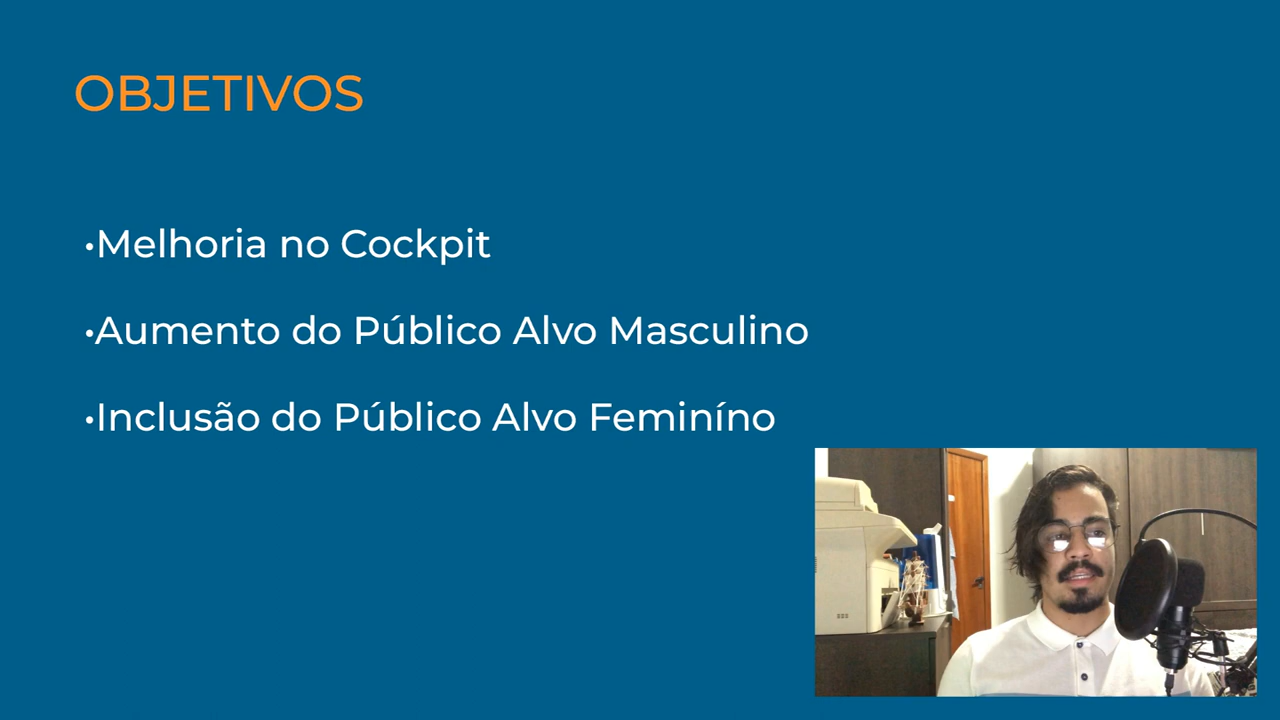 OBJETIVOS
•Melhoria no Cockpit
•Aumento do Público Alvo Masculino
•Inclusão do Público Alvo Feminíno